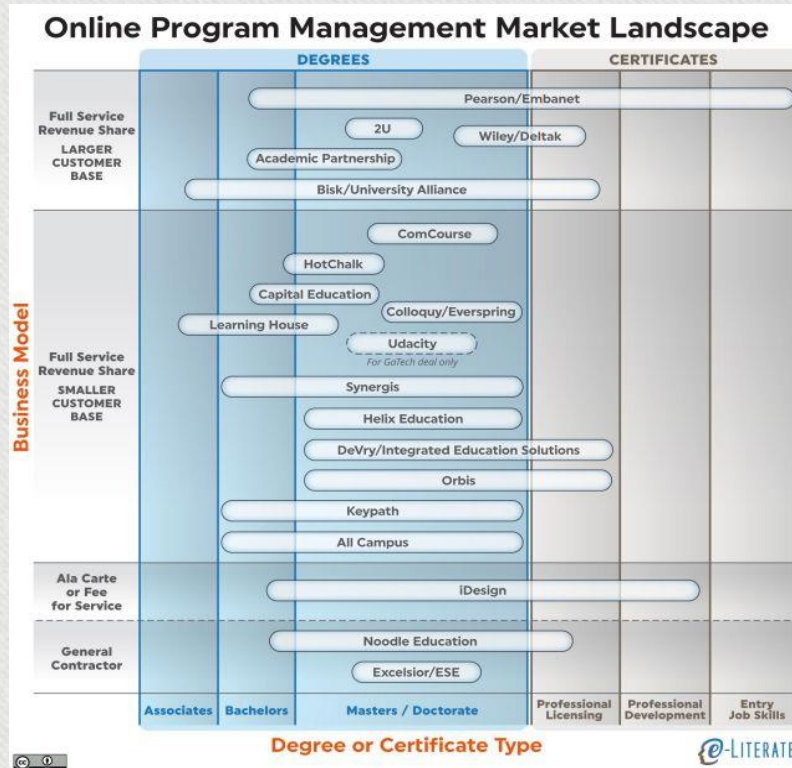 Online Program Management Market Landscape
DEGREES
CERTIFICATES
Business Model
Full Service
Revenue Share
LARGER
CUSTOMER
BASE
Pearson/Embanet
2U
Wiley/Deltak
Academic Partnership
Bisk/University Alliance
Full Service
Revenue Share
SMALLER
CUSTOMER
BASE
ComCourse
HotChalk
Capital Education
Colloquy/Everspring
Learning House
Udacity
For GaTech deal only
Synergis
Helix Education
DeVry/Integrated Education Solutions
Orbis
Keypath
All Campus
Ala Carte
or Fee
for Service
iDesign
General
Contractor
Noodle Education
Excelsior/ESE
Associates
Bachelors
Masters / Doctorate
Professional
Licensing
Professional
Development
Entry
Job Skills
Degree or Certificate Type
e-LITERATE
cc